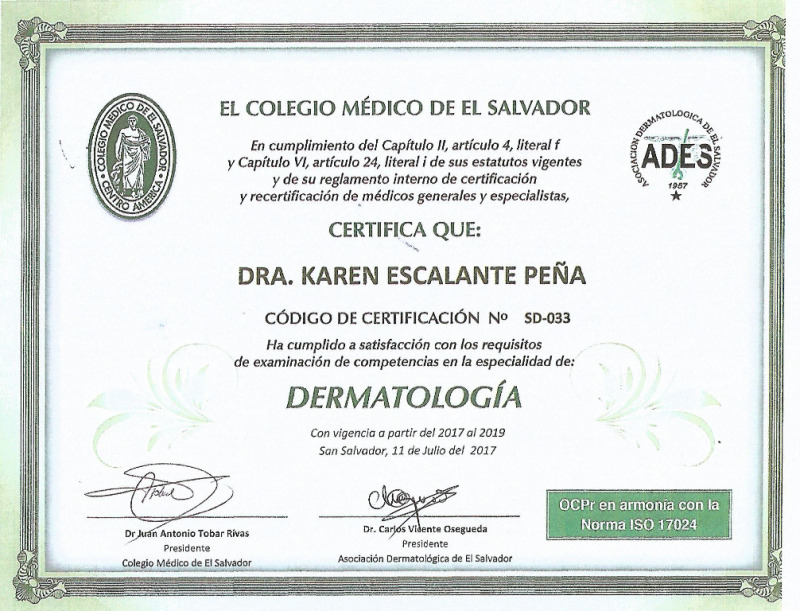 EL COLEGIO MÉDICO DE EL SALVADOR
COLEGIO MÉDICO DE EL SALVADOR
CENTRO AMÉRICA
ASOCIACION DERMATOLOGICA DE EL SALVADOR
ADES
1957
En cumplimiento del Capítulo II, artículo 4, literal f
y Capítulo VI, artículo 24, literal i de sus estatutos vigentes
y de su reglamento interno de certificación
y recertificación de médicos generales y especialistas,
CERTIFICA QUE:
DRA. KAREN ESCALANTE PEÑA
CÓDIGO DE CERTIFICACIÓN Nº SD-033
Ha cumplido a satisfacción con los requisitos
de examinación de competencias en la especialidad de:
DERMATOLOGÍA
Con vigencia a partir del 2017 al 2019
San Salvador, 11 de Julio del 2017
Dr Juan Antonio Tobar Rivas
Presidente
Colegio Médico de El Salvador
Dr. Carlos Vidente Osegueda
Presidente
Asociación Dermatológica de El Salvador
OCPr en armonía con la
Norma ISO 17024